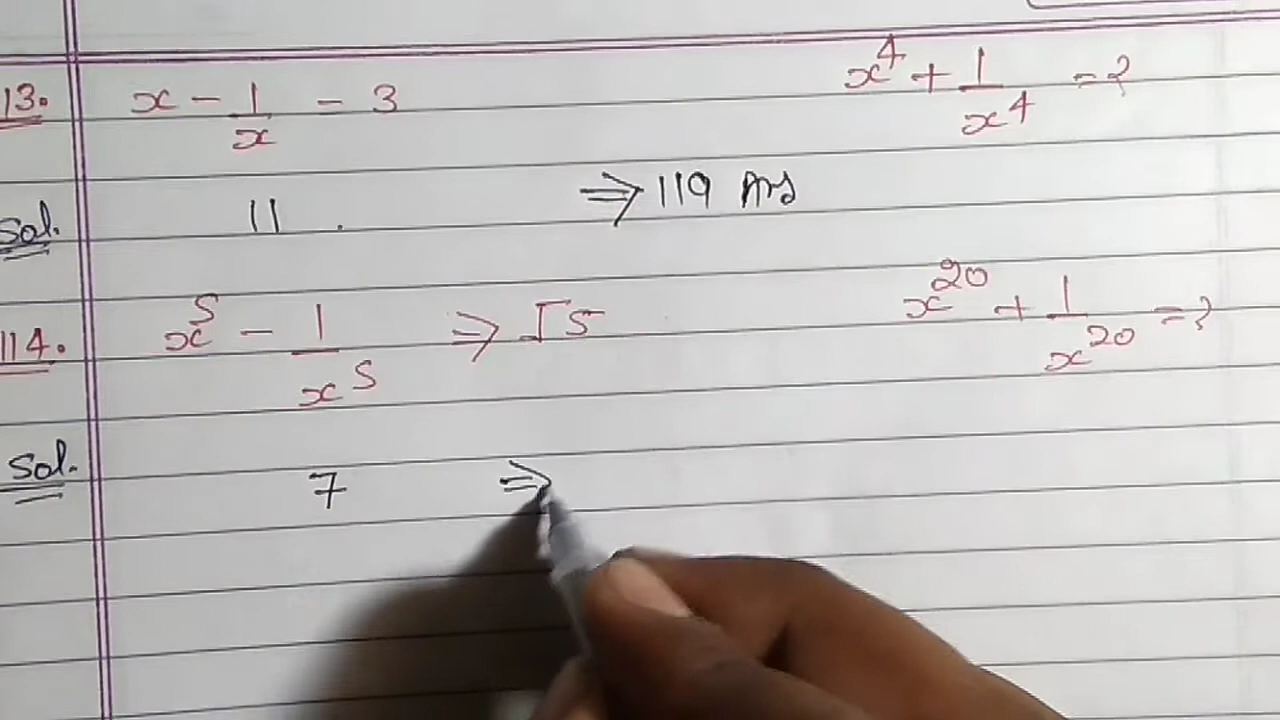 13. x - 1/x - 3 x⁴ + 1/x⁴ = ?
Sol. 11 . ⇒ 119 Ans
114. x⁵ - 1/x⁵ ⇒ √5 x²⁰ + 1/x²⁰ = ?
Sol. 7 ⇒